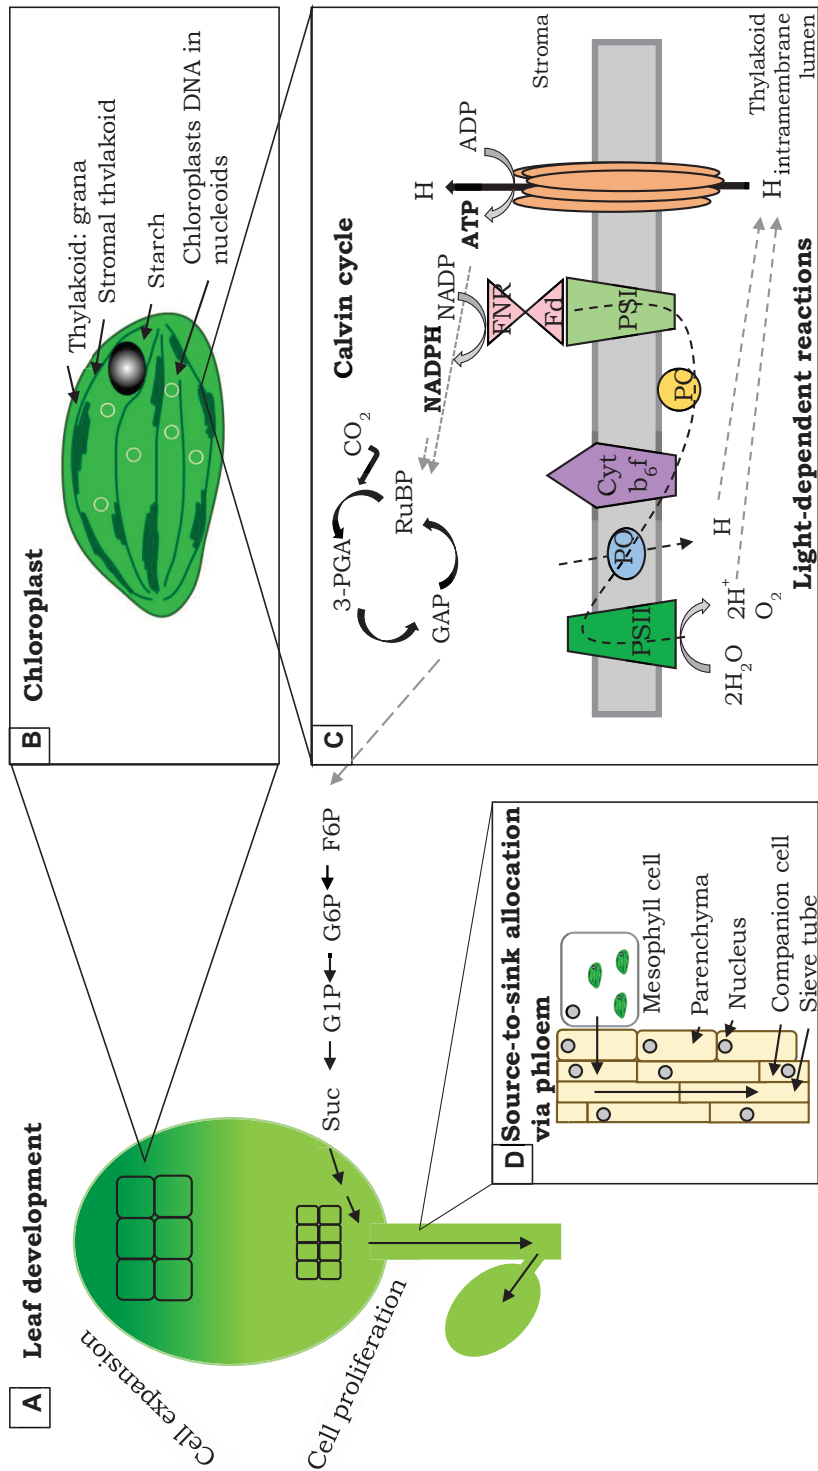 A
Leaf development
Cell expansion
Cell proliferation
Suc
G1P
G6P
F6P
B
Chloroplast
Thylakoid: grana
Stromal thvlakoid
Starch
Chloroplasts DNA in
nucleoids
C
Calvin cycle
3-PGA
CO2
RuBP
GAP
NADPH
NADP
ATP
ADP
H
Stroma
FNR
Fd
PSI
PSII
PQ
Cyt
b6f
PC
2H2O
2H+
O2
H
H
Thylakoid
intramembrane
lumen
Light-dependent reactions
D
Source-to-sink allocation
via phloem
Mesophyll cell
Parenchyma
Nucleus
Companion cell
Sieve tube